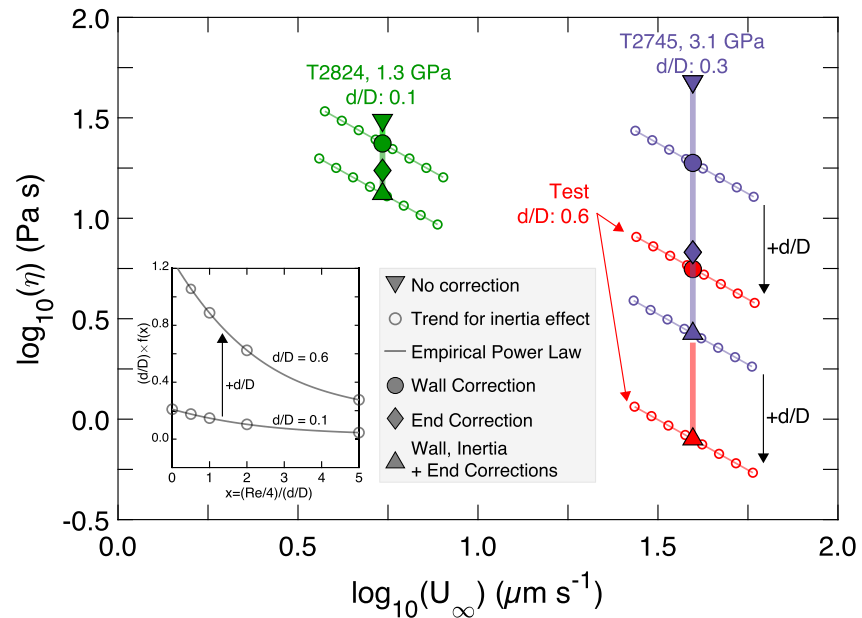 2.0
1.5
1.0
0.5
0.0
-0.5
log₁₀(η) (Pa s)
T2824, 1.3 GPa
d/D: 0.1
T2745, 3.1 GPa
d/D: 0.3
Test
d/D: 0.6
+d/D
+d/D
1.2
0.8
0.4
0.0
(d/D)×f(x)
d/D = 0.6
+d/D
d/D = 0.1
0
1
2
3
4
5
x=(Re/4)/(d/D)
No correction
Trend for inertia effect
Empirical Power Law
Wall Correction
End Correction
Wall, Inertia
+ End Corrections
0.0
0.5
1.0
1.5
2.0
log₁₀(U∞) (µm s⁻¹)